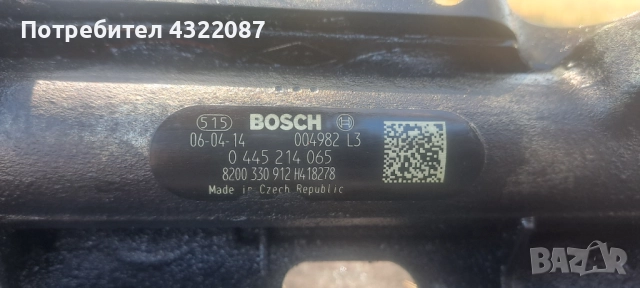 Потребител 4322087
515 BOSCH
06-04-14 004982 L3
0 445 214 065
8200 330 912 H418278
Made in Czech Republic
BAZAR